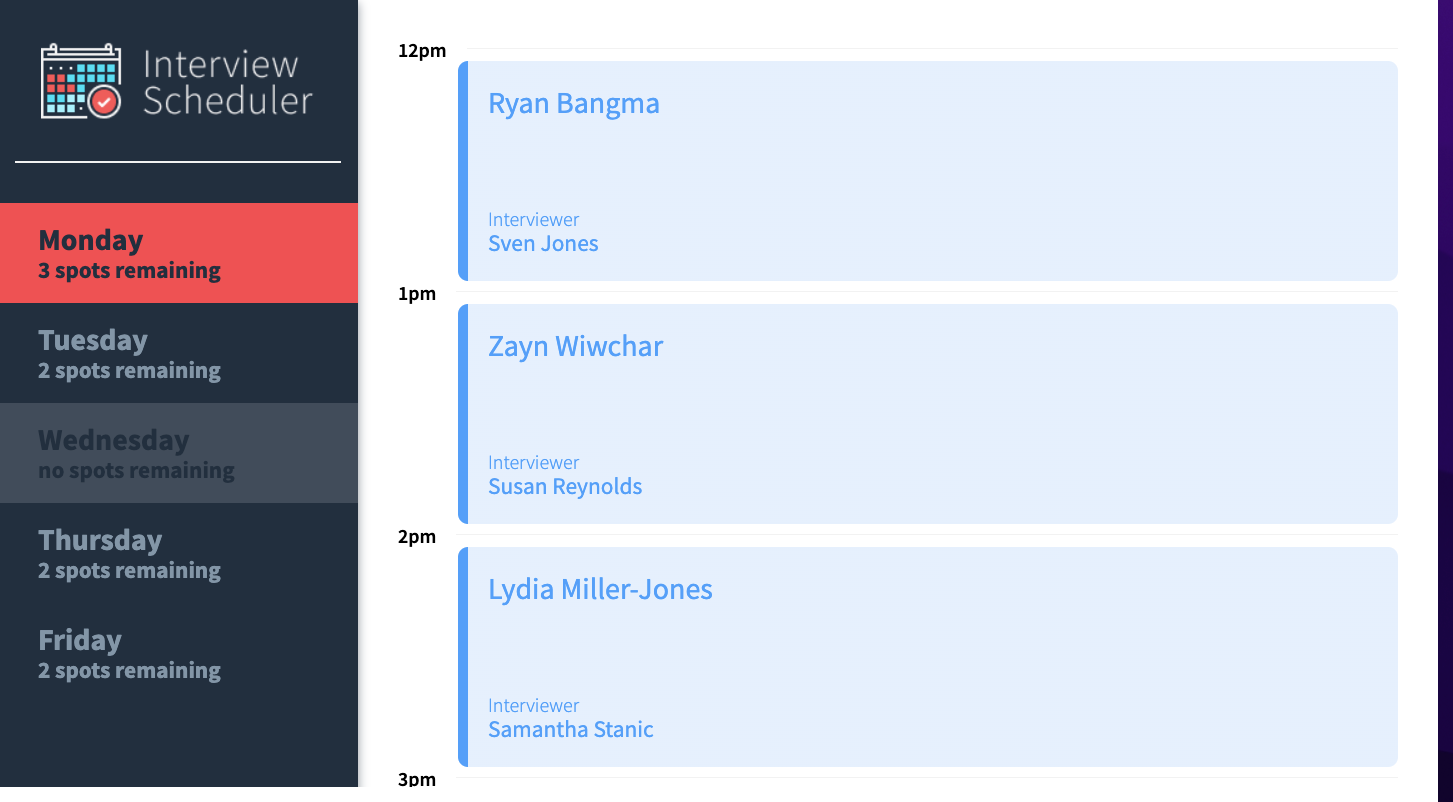 Interview
Scheduler
Monday
3 spots remaining
Tuesday
2 spots remaining
Wednesday
no spots remaining
Thursday
2 spots remaining
Friday
2 spots remaining
12pm
Ryan Bangma
Interviewer
Sven Jones
1pm
Zayn Wiwchar
Interviewer
Susan Reynolds
2pm
Lydia Miller-Jones
Interviewer
Samantha Stanic
3pm